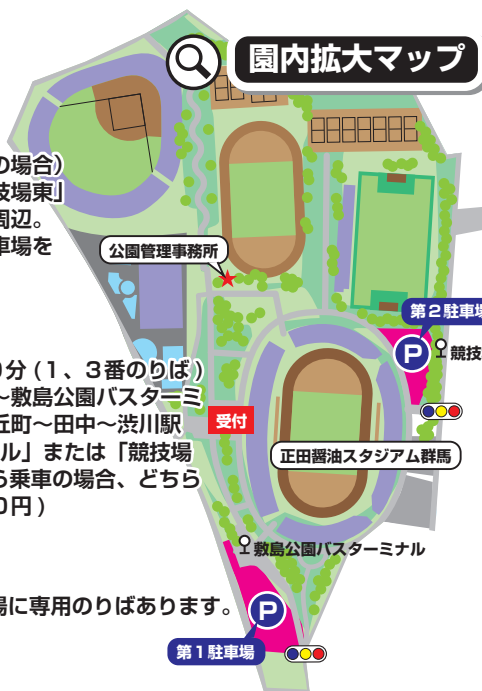 園内拡大マップ
の場合)
技場東」
周辺。
車場を
公園管理事務所
第2駐車場
P
競技
分(1、3番のりば)
~敷島公園バスターミ
丘町~田中~渋川駅
ル」または「競技場
ら乗車の場合、どちら
0円)
受付
正田醤油スタジアム群馬
敷島公園バスターミナル
場に専用のりばあります。
P
第1駐車場